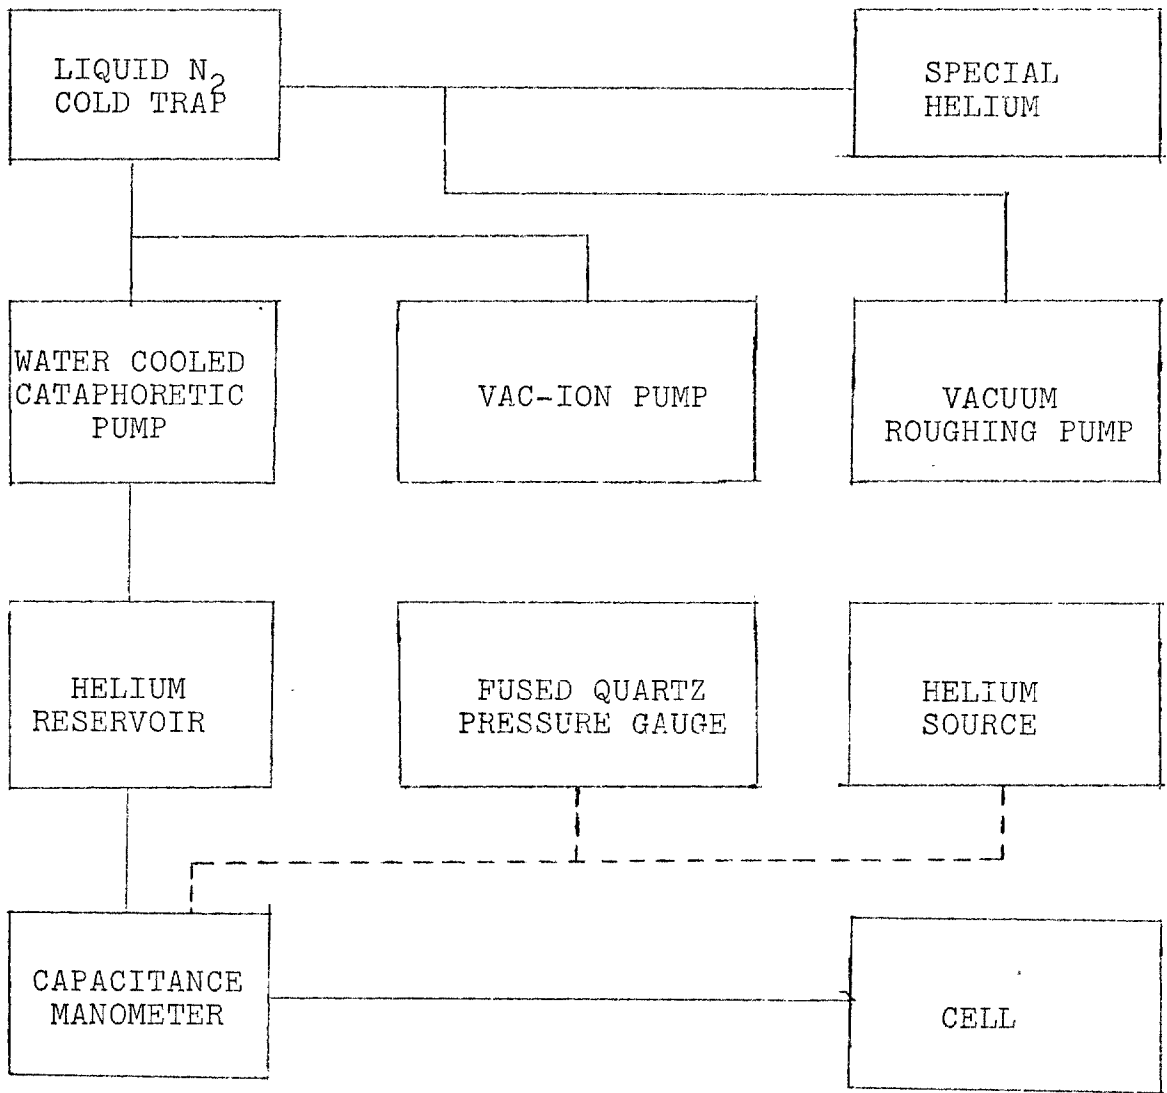 LIQUID N2
COLD TRAP
SPECIAL
HELIUM
WATER COOLED
CATAPHORETIC
PUMP
VAC-ION PUMP
VACUUM
ROUGHING PUMP
HELIUM
RESERVOIR
FUSED QUARTZ
PRESSURE GAUGE
HELIUM
SOURCE
CAPACITANCE
MANOMETER
CELL